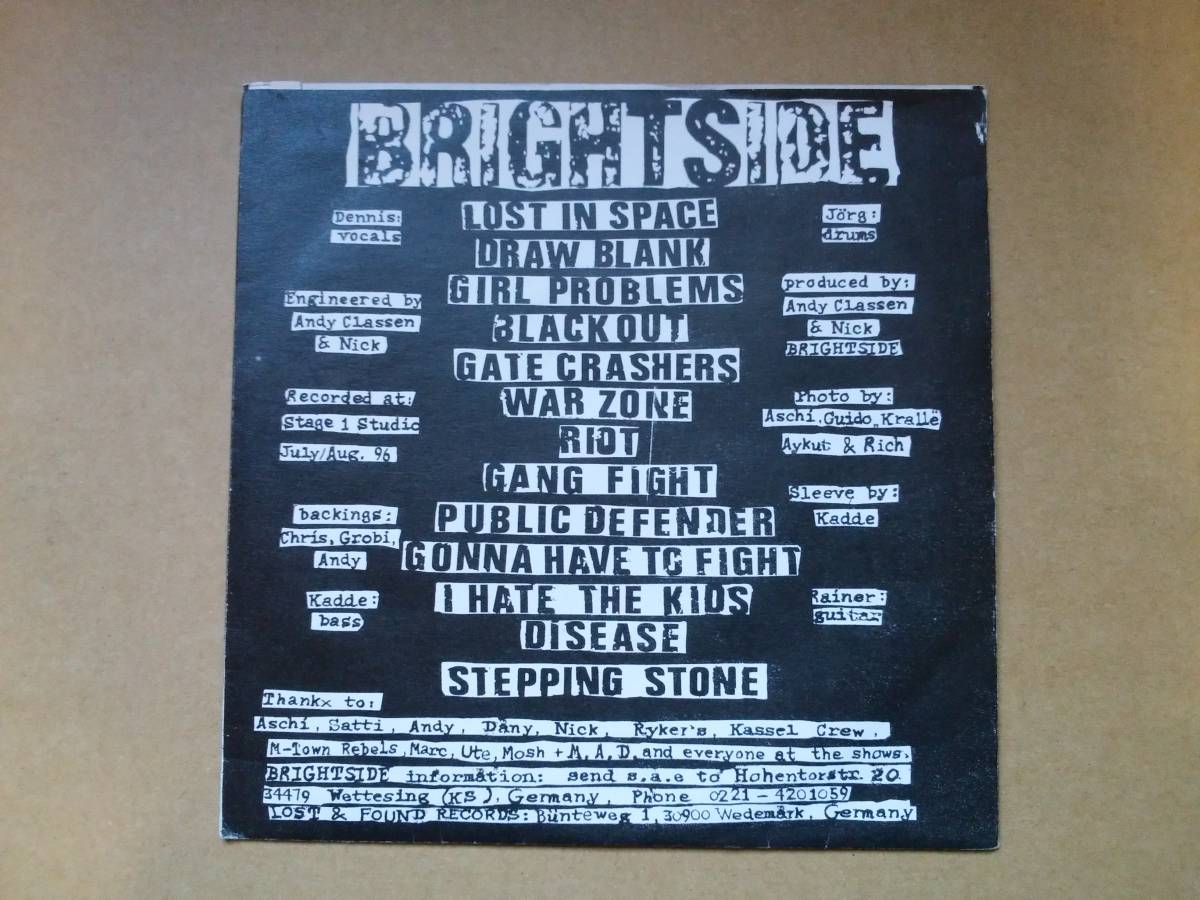 BRIGHTSIDE
Dennis:
vocals
LOST IN SPACE
DRAW BLANK
GIRL PROBLEMS
BLACKOUT
GATE CRASHERS
WAR ZONE
RIOT
GANG FIGHT
PUBLIC DEFENDER
GONNA HAVE TO FIGHT
I HATE THE KIDS
DISEASE
STEPPING STONE
Jörg:
drums
Engineered by
Andy Classen
& Nick
produced by:
Andy Classen
& Nick
BRIGHTSIDE
Recorded at:
Stage 1 Studio
July/Aug. 96
Photo by:
Aschi, Guido „Kralle"
Aykut & Rich
Sleeve by:
Kadde
backings:
Chris, Grobi,
Andy
Kadde:
bass
Rainer:
guitar
Thankx to:
Aschi, Satti, Andy, Däny, Nick, Ryker's, Kassel Crew,
M-Town Rebels, Marc, Ute, Mosh + M.A.D. and everyone at the shows.
BRIGHTSIDE information: send s.a.e to Hohentorstr. 20
34479 Wettesing (KS), Germany, Phone 0221-4201059
LOST & FOUND RECORDS: Bünteweg 1, 30900 Wedemark, Germany